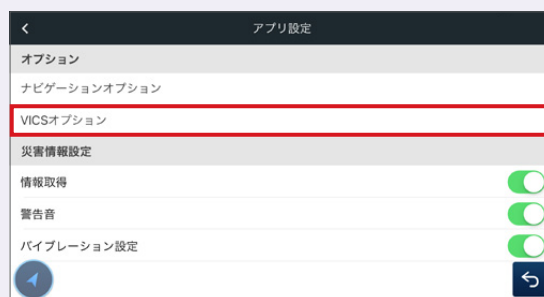 アプリ設定
オプション
ナビゲーションオプション
VICSオプション
災害情報設定
情報取得
警告音
バイブレーション設定